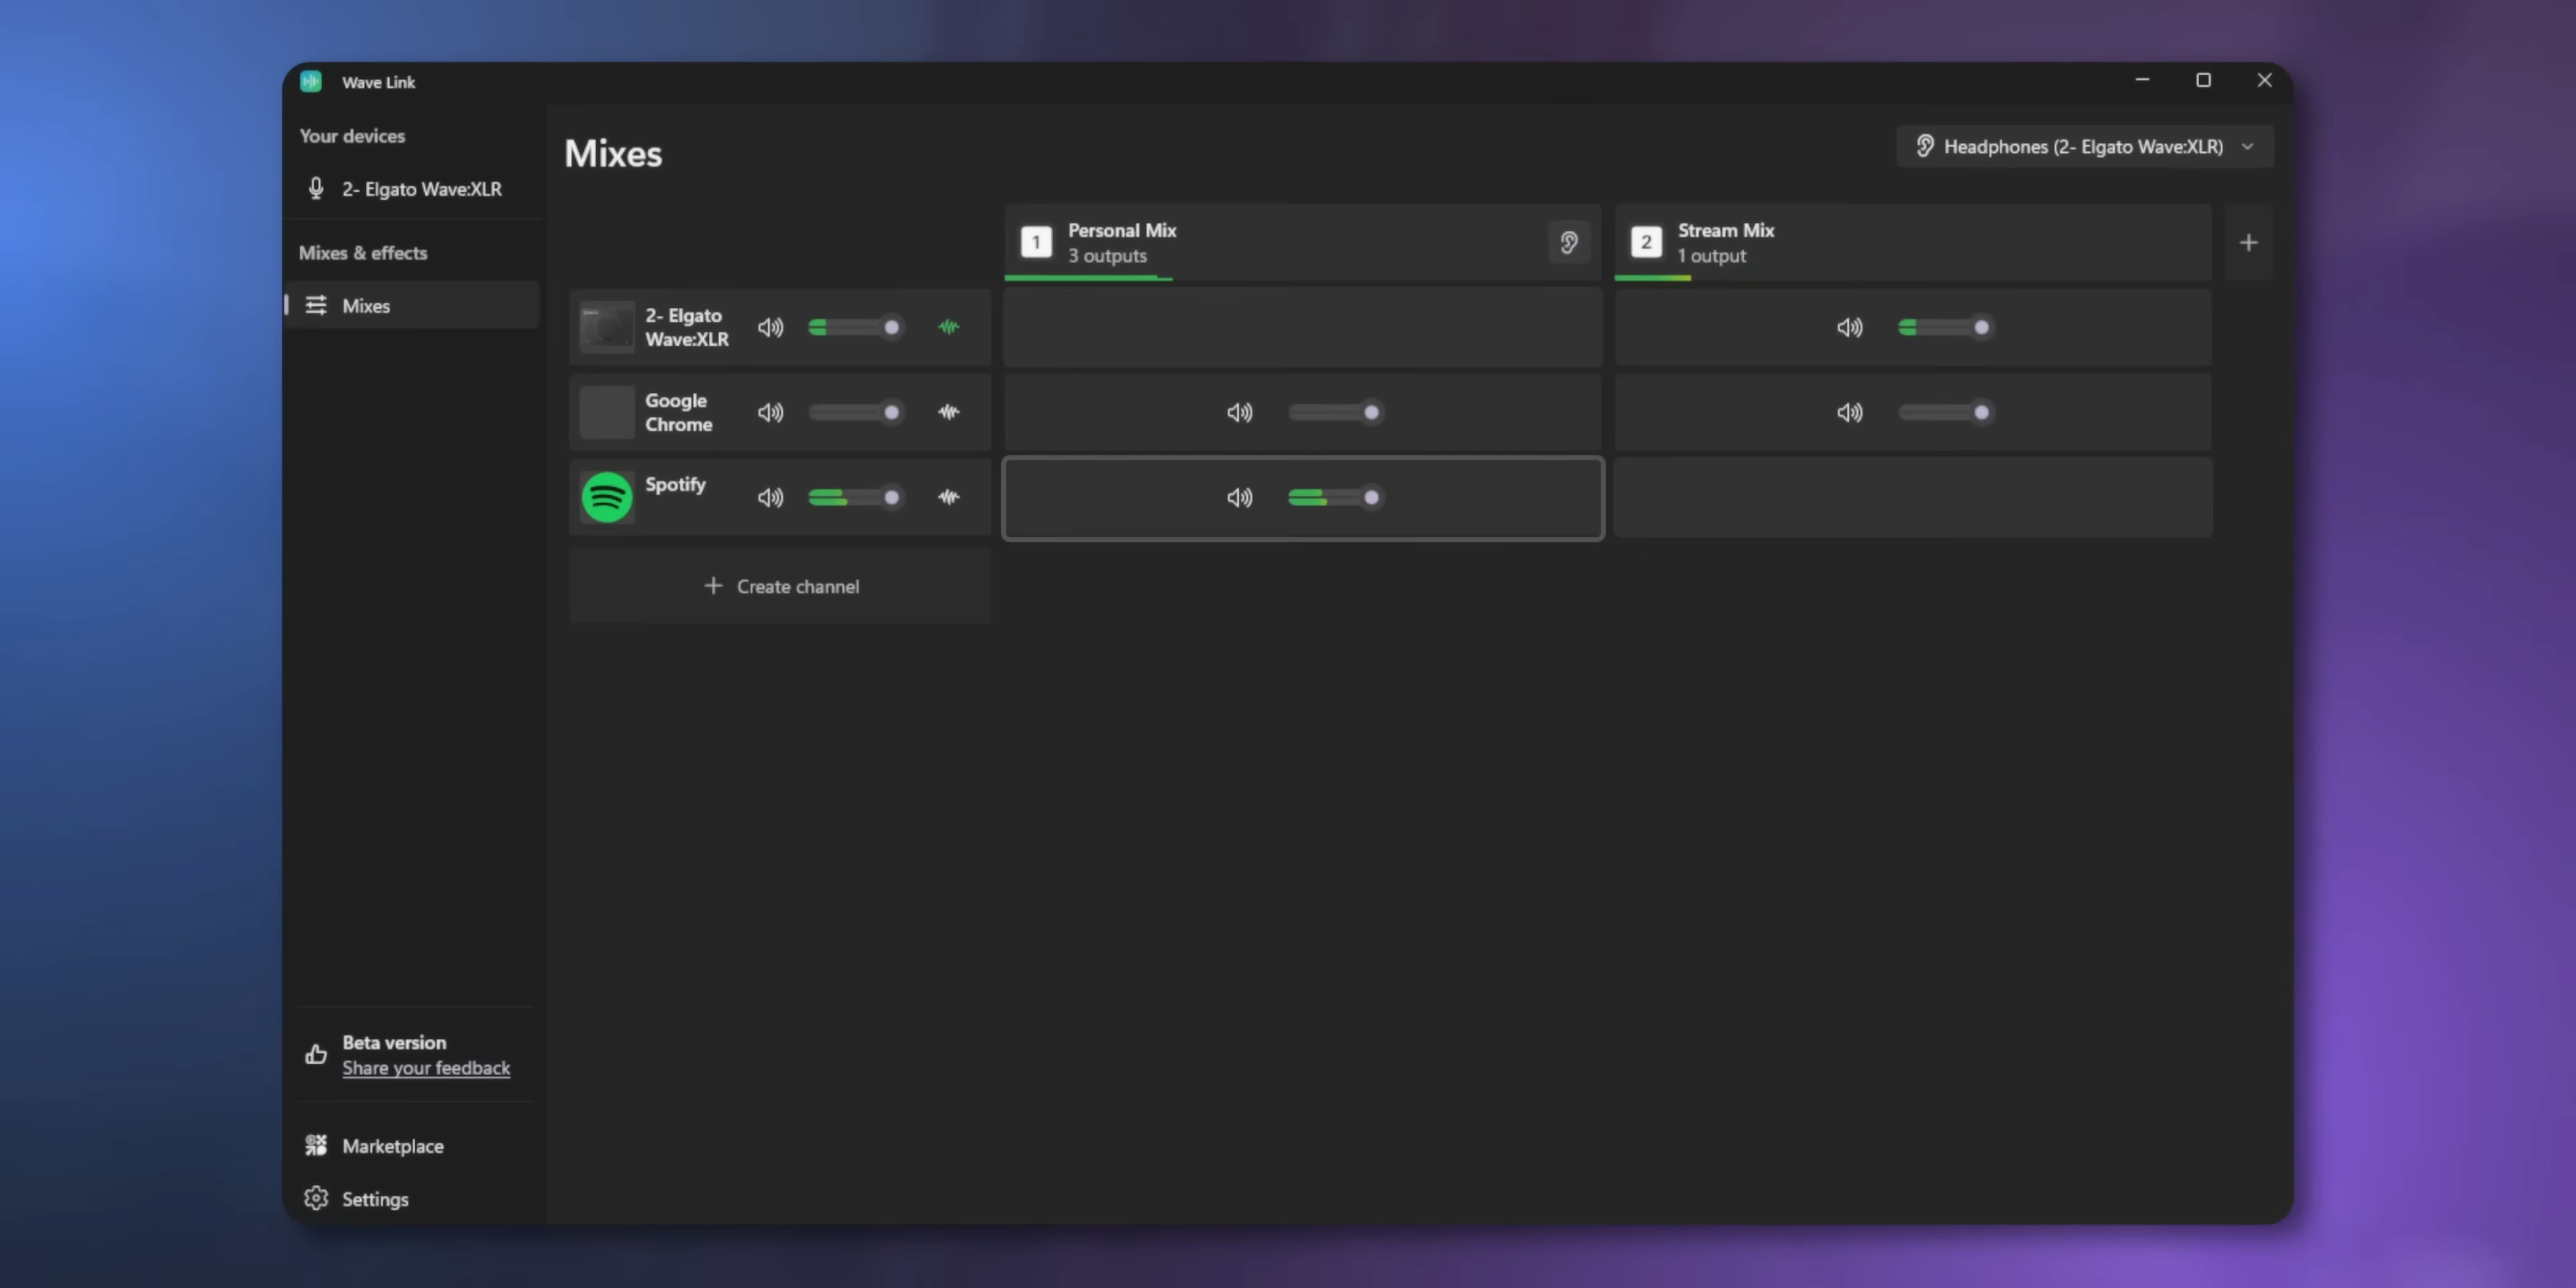 Wave Link
Your devices
2- Elgato Wave:XLR
Mixes & effects
Mixes
Mixes
Headphones (2- Elgato Wave:XLR)
1
Personal Mix
3 outputs
2
Stream Mix
1 output
2- Elgato
Wave:XLR
Google
Chrome
Spotify
Create channel
Beta version
Share your feedback
Marketplace
Settings